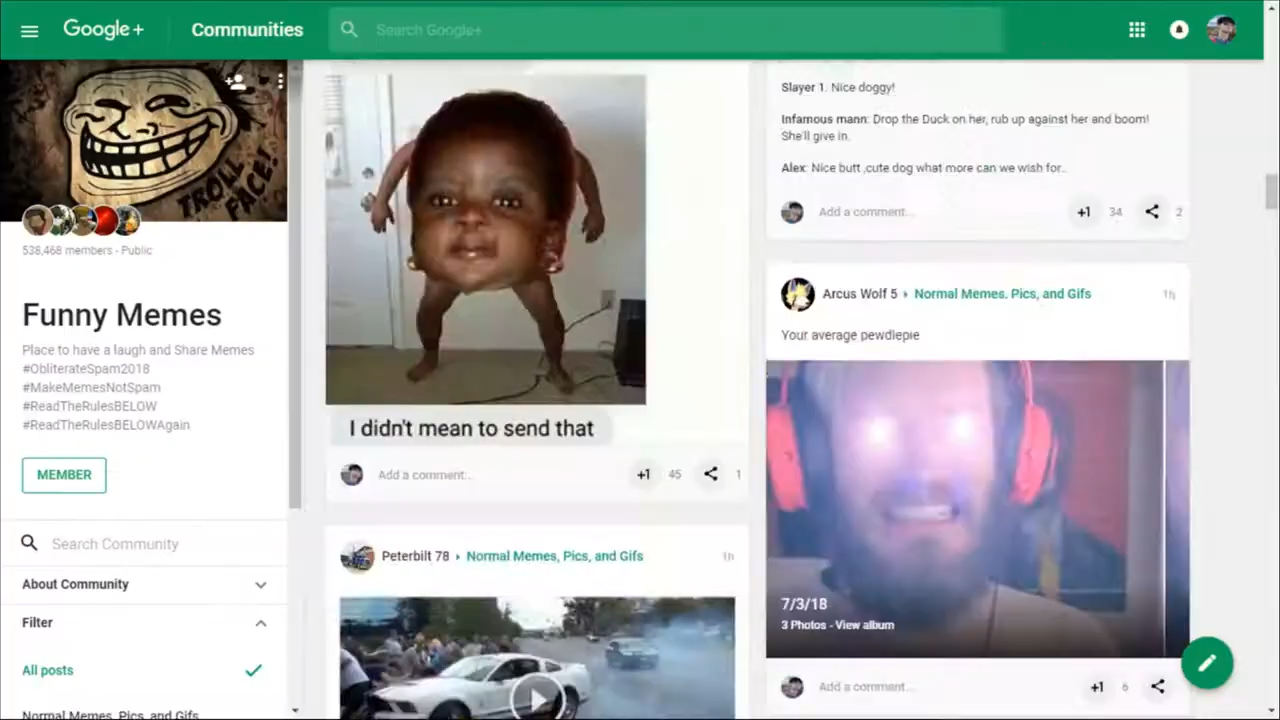 Google+
Communities
Search Google+
TROLL
FACE!
538,468 members - Public
Funny Memes
Place to have a laugh and Share Memes
#ObliterateSpam2018
#MakeMemesNotSpam
#ReadTheRulesBELOW
#ReadTheRulesBELOWAgain
MEMBER
Search Community
About Community
Filter
All posts
Normal Memes, Pics, and Gifs
I didn't mean to send that
Add a comment...
+1 45 1
Peterbilt 78 Normal Memes, Pics, and Gifs 1h
Slayer 1. Nice doggy!
Infamous mann: Drop the Duck on her, rub up against her and boom!
She'll give in.
Alex: Nice butt ,cute dog what more can we wish for..
Add a comment...
+1 34 2
Arcus Wolf 5 Normal Memes. Pics, and Gifs 1h
Your average pewdlepie
7/3/18
3 Photos - View album
Add a comment...
+1 6